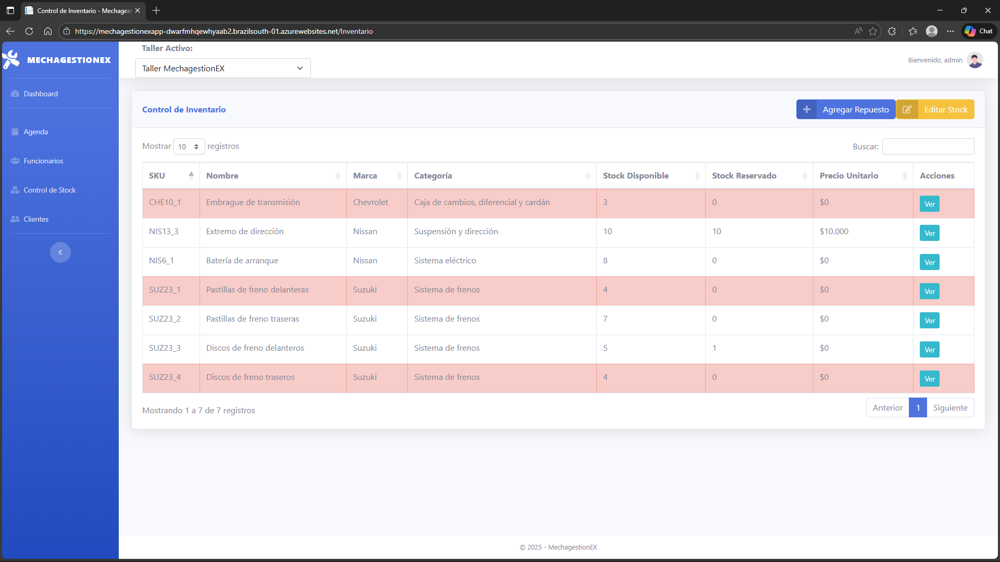 Control de Inventario - Mechagest
https://mechagestionexapp-dwarfmhqewhyaab2.brazilsouth-01.azurewebsites.net/Inventario
Chat
MECHAGESTIONEX
Dashboard
Agenda
Funcionarios
Control de Stock
Clientes
Taller Activo:
Taller MechagestionEX
Bienvenido, admin
Control de Inventario
Agregar Repuesto
Editar Stock
Mostrar 10 registros
Buscar:
SKU Nombre Marca Categoría Stock Disponible Stock Reservado Precio Unitario Acciones
CHE10_1 Embrague de transmisión Chevrolet Caja de cambios, diferencial y cardán 3 0 $0 Ver
NIS13_3 Extremo de dirección Nissan Suspensión y dirección 10 10 $10.000 Ver
NIS6_1 Batería de arranque Nissan Sistema eléctrico 8 0 $0 Ver
SUZ23_1 Pastillas de freno delanteras Suzuki Sistema de frenos 4 0 $0 Ver
SUZ23_2 Pastillas de freno traseras Suzuki Sistema de frenos 7 0 $0 Ver
SUZ23_3 Discos de freno delanteros Suzuki Sistema de frenos 5 1 $0 Ver
SUZ23_4 Discos de freno traseros Suzuki Sistema de frenos 4 0 $0 Ver
Mostrando 1 a 7 de 7 registros
Anterior 1 Siguiente
© 2025 - MechagestionEX